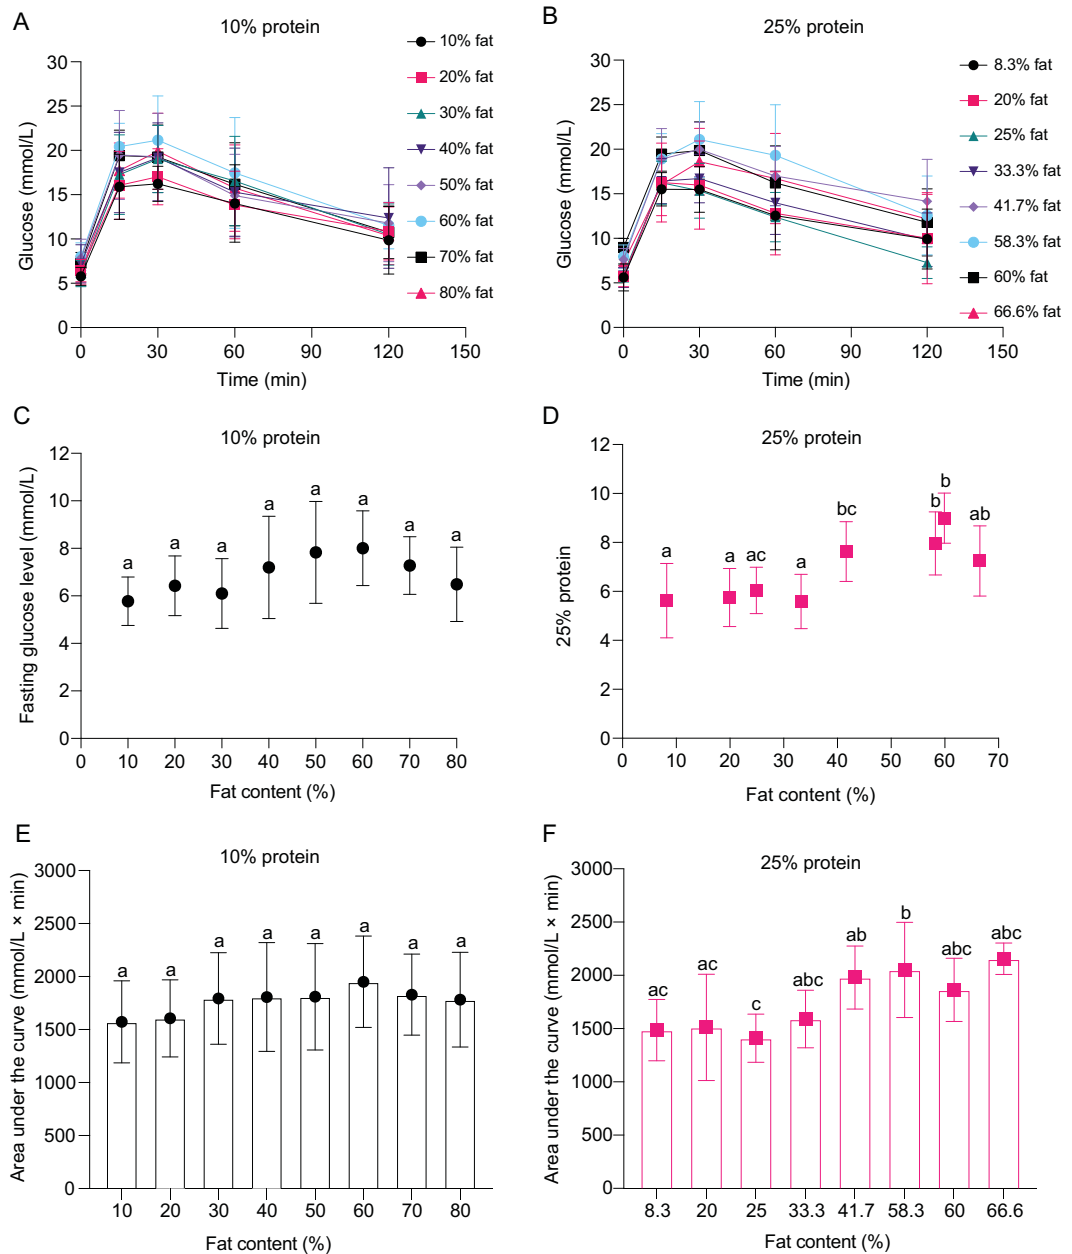 A
10% protein
Glucose (mmol/L)
30
25
20
15
10
5
0
0 30 60 90 120 150
Time (min)
10% fat
20% fat
30% fat
40% fat
50% fat
60% fat
70% fat
80% fat
B
25% protein
Glucose (mmol/L)
30
25
20
15
10
5
0
0 30 60 90 120 150
Time (min)
8.3% fat
20% fat
25% fat
33.3% fat
41.7% fat
58.3% fat
60% fat
66.6% fat
C
10% protein
Fasting glucose level (mmol/L)
12
10
8
6
4
2
0
a a a a a a a a
0 10 20 30 40 50 60 70 80
Fat content (%)
D
25% protein
25% protein
12
10
8
6
4
2
0
a a ac a bc b b ab
0 10 20 30 40 50 60 70
Fat content (%)
E
10% protein
Area under the curve (mmol/L × min)
3000
2500
2000
1500
1000
500
0
a a a a a a a a
10 20 30 40 50 60 70 80
Fat content (%)
F
25% protein
Area under the curve (mmol/L × min)
3000
2500
2000
1500
1000
500
0
ac ac c abc ab b abc abc
8.3 20 25 33.3 41.7 58.3 60 66.6
Fat content (%)